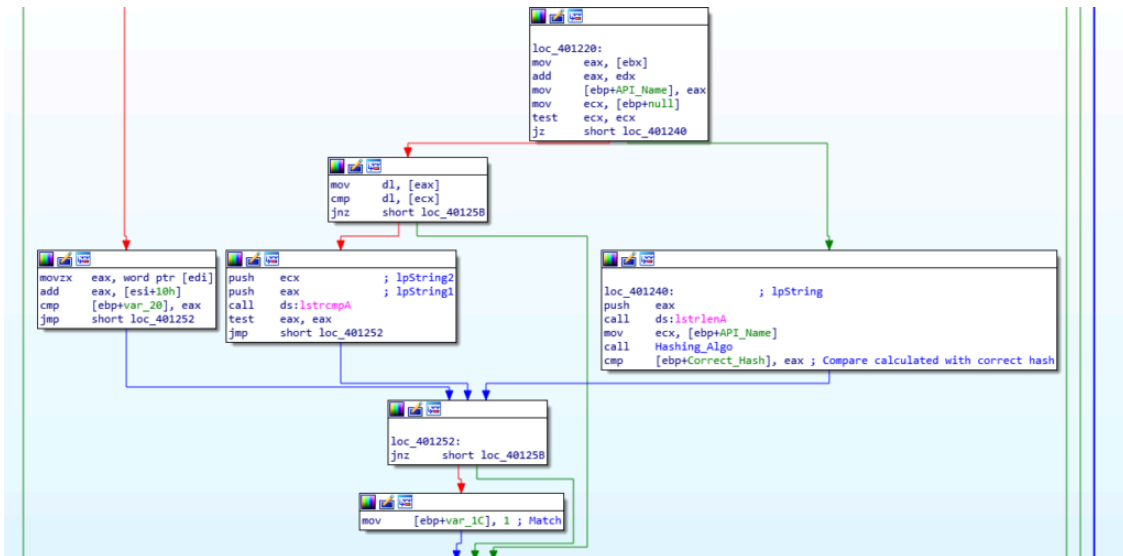 loc_401220:
mov eax, [ebx]
add eax, edx
mov [ebp+API_Name], eax
mov ecx, [ebp+null]
test ecx, ecx
jz short loc_401240
mov dl, [eax]
cmp dl, [ecx]
jnz short loc_40125B
movzx eax, word ptr [edi]
add eax, [esi+10h]
cmp [ebp+var_20], eax
jmp short loc_401252
push ecx ; lpString2
push eax ; lpString1
call ds:lstrcmpA
test eax, eax
jmp short loc_401252
loc_401240: ; lpString
push eax
call ds:lstrlenA
mov ecx, [ebp+API_Name]
call Hashing_Algo
cmp [ebp+Correct_Hash], eax ; Compare calculated with correct hash
loc_401252:
jnz short loc_40125B
mov [ebp+var_1C], 1 ; Match